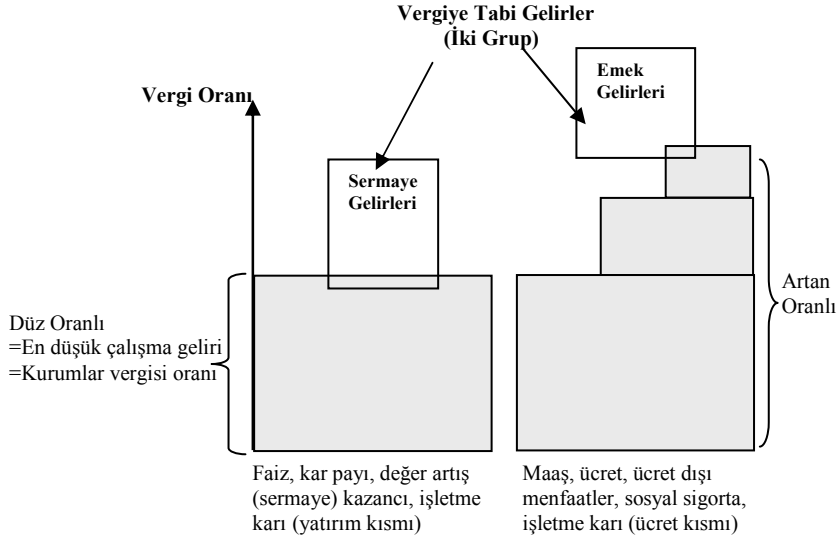 Vergiye Tabi Gelirler
(İki Grup)
Vergi Oranı
Emek
Gelirleri
Sermaye
Gelirleri
Artan
Oranlı
Düz Oranlı
=En düşük çalışma geliri
=Kurumlar vergisi oranı
Faiz, kar payı, değer artış
(sermaye) kazancı, işletme
karı (yatırım kısmı)
Maaş, ücret, ücret dışı
menfaatler, sosyal sigorta,
işletme karı (ücret kısmı)